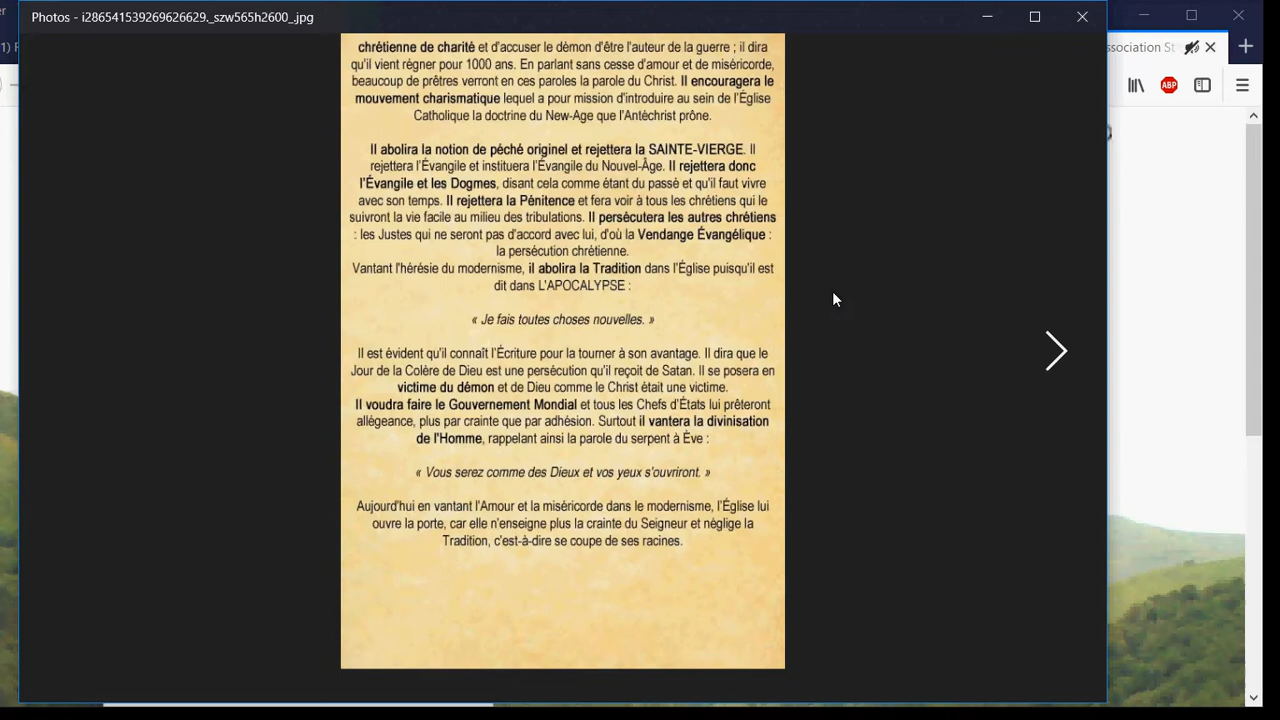 Photos - i286541539269626629._szw565h2600_.jpg
ssociation St
ABP
chrétienne de charité et d'accuser le démon d'être l'auteur de la guerre ; il dira
qu'il vient régner pour 1000 ans. En parlant sans cesse d'amour et de miséricorde,
beaucoup de prêtres verront en ces paroles la parole du Christ. Il encouragera le
mouvement charismatique lequel a pour mission d'introduire au sein de l'Église
Catholique la doctrine du New-Age que l'Antéchrist prône.
Il abolira la notion de péché originel et rejettera la SAINTE-VIERGE. Il
rejettera l'Évangile et instituera l'Évangile du Nouvel-Âge. Il rejettera donc
l'Évangile et les Dogmes, disant cela comme étant du passé et qu'il faut vivre
avec son temps. Il rejettera la Pénitence et fera voir à tous les chrétiens qui le
suivront la vie facile au milieu des tribulations. Il persécutera les autres chrétiens
: les Justes qui ne seront pas d'accord avec lui, d'où la Vendange Évangélique :
la persécution chrétienne.
Vantant l'hérésie du modernisme, il abolira la Tradition dans l'Église puisqu'il est
dit dans L'APOCALYPSE :
« Je fais toutes choses nouvelles. »
Il est évident qu'il connaît l'Écriture pour la tourner à son avantage. Il dira que le
Jour de la Colère de Dieu est une persécution qu'il reçoit de Satan. Il se posera en
victime du démon et de Dieu comme le Christ était une victime.
Il voudra faire le Gouvernement Mondial et tous les Chefs d'États lui prêteront
allégeance, plus par crainte que par adhésion. Surtout il vantera la divinisation
de l'Homme, rappelant ainsi la parole du serpent à Ève :
« Vous serez comme des Dieux et vos yeux s'ouvriront. »
Aujourd'hui en vantant l'Amour et la miséricorde dans le modernisme, l'Église lui
ouvre la porte, car elle n'enseigne plus la crainte du Seigneur et néglige la
Tradition, c'est-à-dire se coupe de ses racines.